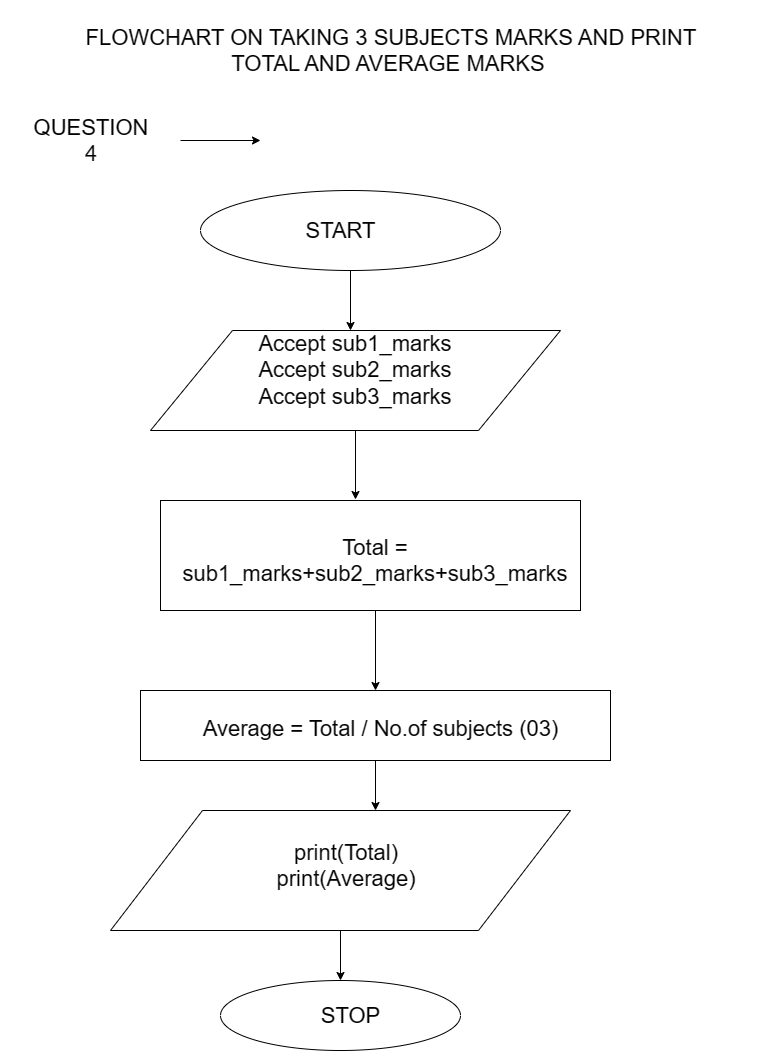 FLOWCHART ON TAKING 3 SUBJECTS MARKS AND PRINT
TOTAL AND AVERAGE MARKS
QUESTION
4
START
Accept sub1_marks
Accept sub2_marks
Accept sub3_marks
Total =
sub1_marks+sub2_marks+sub3_marks
Average = Total / No.of subjects (03)
print(Total)
print(Average)
STOP